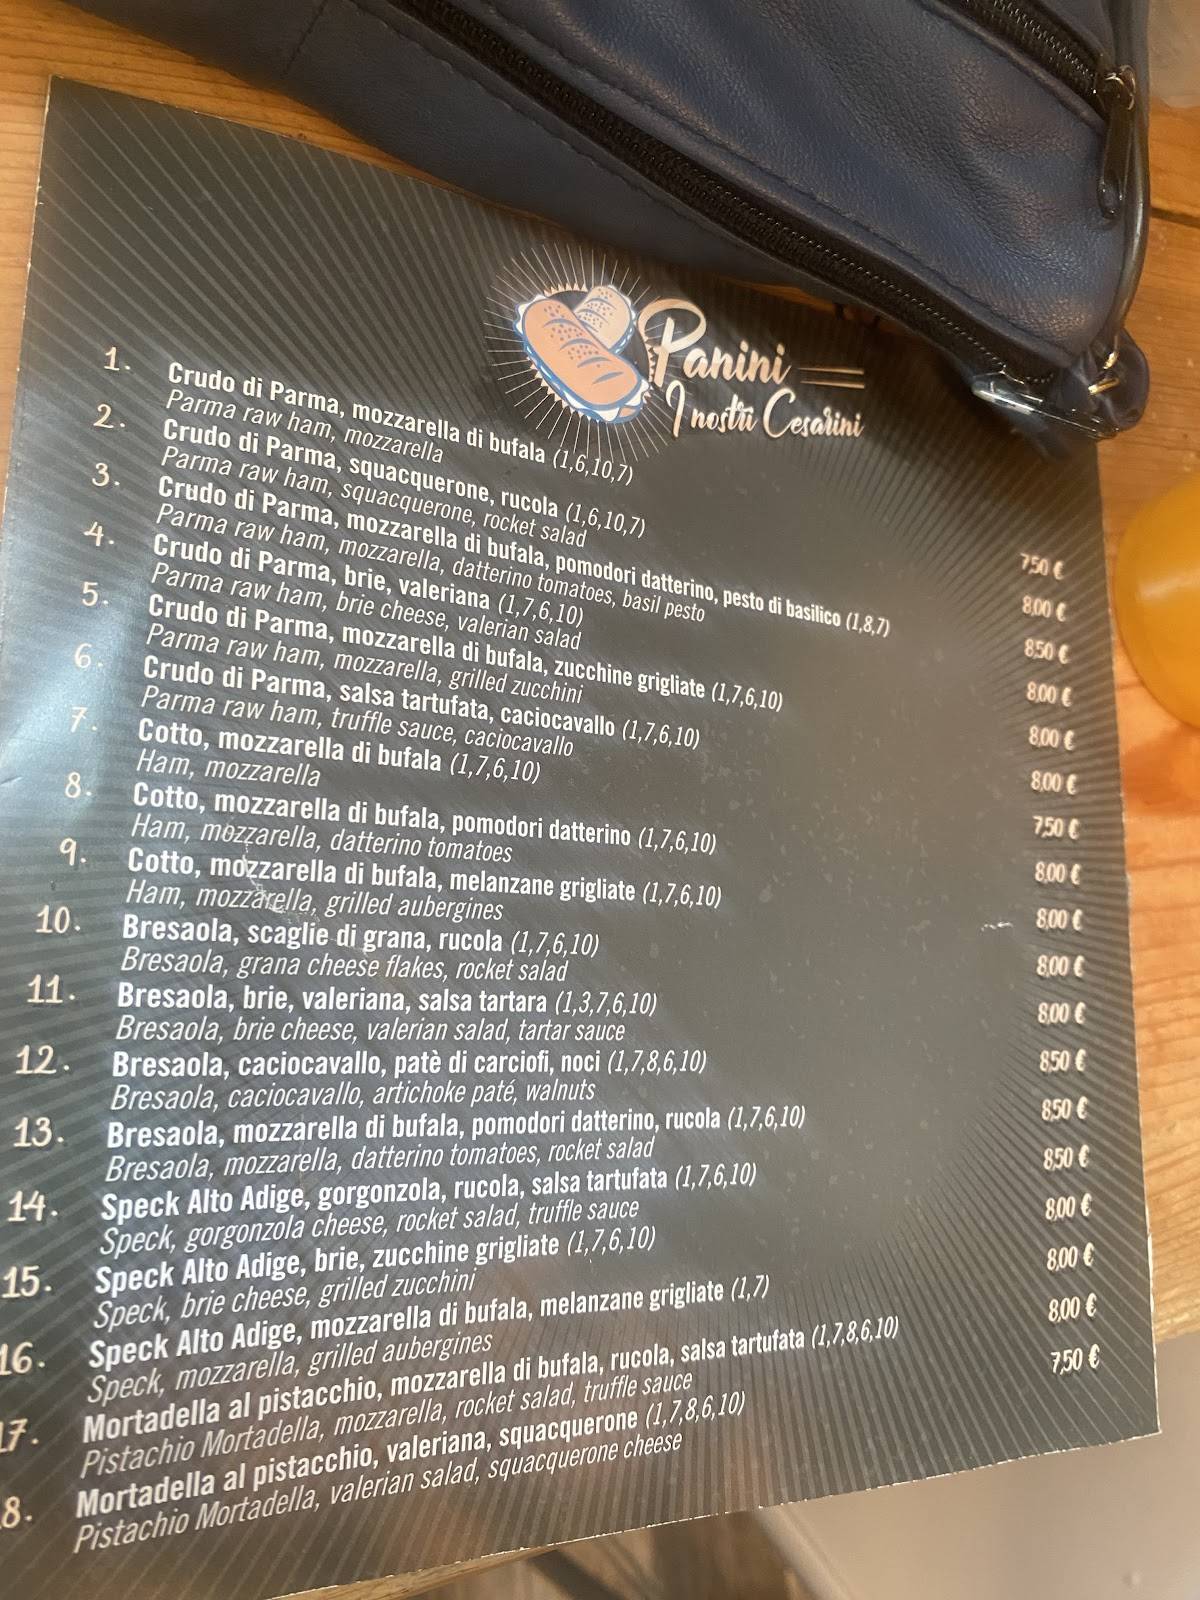 Panini
I nostri Cesarini
1. Crudo di Parma, mozzarella di bufala (1,6,10,7) 7,50 €
Parma raw ham, mozzarella
2. Crudo di Parma, squacquerone, rucola (1,6,10,7) 8,00 €
Parma raw ham, squacquerone, rocket salad
3. Crudo di Parma, mozzarella di bufala, pomodori datterino, pesto di basilico (1,8,7) 8,50 €
Parma raw ham, mozzarella, datterino tomatoes, basil pesto
4. Crudo di Parma, brie, valeriana (1,7,6,10) 8,00 €
Parma raw ham, brie cheese, valerian salad
5. Crudo di Parma, mozzarella di bufala, zucchine grigliate (1,7,6,10) 8,00 €
Parma raw ham, mozzarella, grilled zucchini
6. Crudo di Parma, salsa tartufata, caciocavallo (1,7,6,10) 8,00 €
Parma raw ham, truffle sauce, caciocavallo
7. Cotto, mozzarella di bufala (1,7,6,10) 7,50 €
Ham, mozzarella
8. Cotto, mozzarella di bufala, pomodori datterino (1,7,6,10) 8,00 €
Ham, mozzarella, datterino tomatoes
9. Cotto, mozzarella di bufala, melanzane grigliate (1,7,6,10) 8,00 €
Ham, mozzarella, grilled aubergines
10. Bresaola, scaglie di grana, rucola (1,7,6,10) 8,00 €
Bresaola, grana cheese flakes, rocket salad
11. Bresaola, brie, valeriana, salsa tartara (1,3,7,6,10) 8,00 €
Bresaola, brie cheese, valerian salad, tartar sauce
12. Bresaola, caciocavallo, patè di carciofi, noci (1,7,8,6,10) 8,50 €
Bresaola, caciocavallo, artichoke paté, walnuts
13. Bresaola, mozzarella di bufala, pomodori datterino, rucola (1,7,6,10) 8,50 €
Bresaola, mozzarella, datterino tomatoes, rocket salad
14. Speck Alto Adige, gorgonzola, rucola, salsa tartufata (1,7,6,10) 8,50 €
Speck, gorgonzola cheese, rocket salad, truffle sauce
15. Speck Alto Adige, brie, zucchine grigliate (1,7,6,10) 8,00 €
Speck, brie cheese, grilled zucchini
16. Speck Alto Adige, mozzarella di bufala, melanzane grigliate (1,7) 8,00 €
Speck, mozzarella, grilled aubergines
17. Mortadella al pistacchio, mozzarella di bufala, rucola, salsa tartufata (1,7,8,6,10) 8,00 €
Pistachio Mortadella, mozzarella, rocket salad, truffle sauce
8. Mortadella al pistacchio, valeriana, squacquerone (1,7,8,6,10) 7,50 €
Pistachio Mortadella, valerian salad, squacquerone cheese